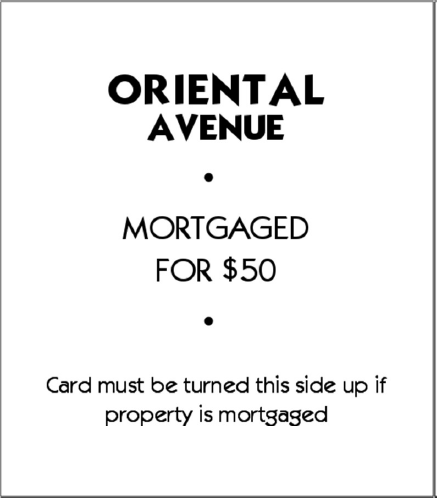 ORIENTAL
AVENUE
•
MORTGAGED
FOR $50
•
Card must be turned this side up if
property is mortgaged